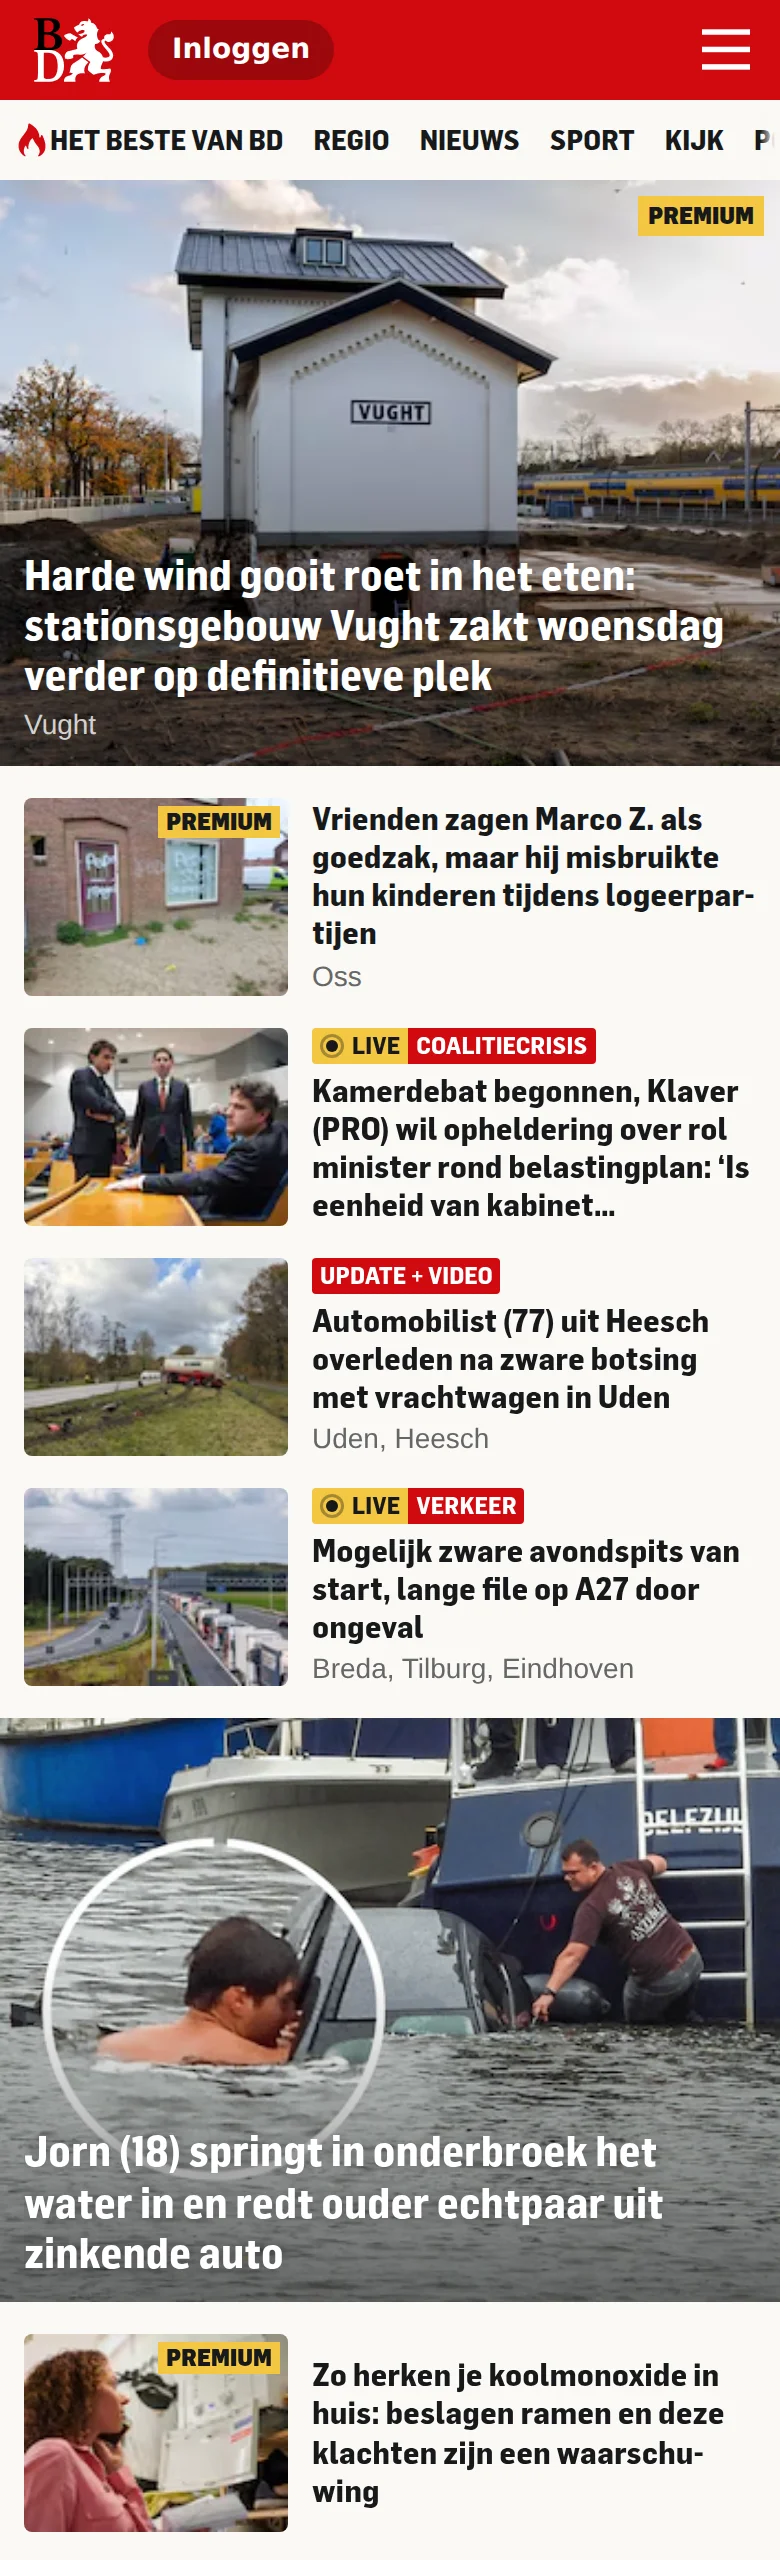 BD
Inloggen
HET BESTE VAN BD REGIO NIEUWS SPORT KIJK
PREMIUM
VUGHT
Harde wind gooit roet in het eten:
stationsgebouw Vught zakt woensdag
verder op definitieve plek
Vught
PREMIUM
Vrienden zagen Marco Z. als
goedzak, maar hij misbruikte
hun kinderen tijdens logeerpar-
tijen
Oss
LIVE COALITIECRISIS
Kamerdebat begonnen, Klaver
(PRO) wil opheldering over rol
minister rond belastingplan: ‘Is
eenheid van kabinet...
UPDATE + VIDEO
Automobilist (77) uit Heesch
overleden na zware botsing
met vrachtwagen in Uden
Uden, Heesch
LIVE VERKEER
Mogelijk zware avondspits van
start, lange file op A27 door
ongeval
Breda, Tilburg, Eindhoven
DELFZIJL
Jorn (18) springt in onderbroek het
water in en redt ouder echtpaar uit
zinkende auto
PREMIUM
Zo herken je koolmonoxide in
huis: beslagen ramen en deze
klachten zijn een waarschu-
wing